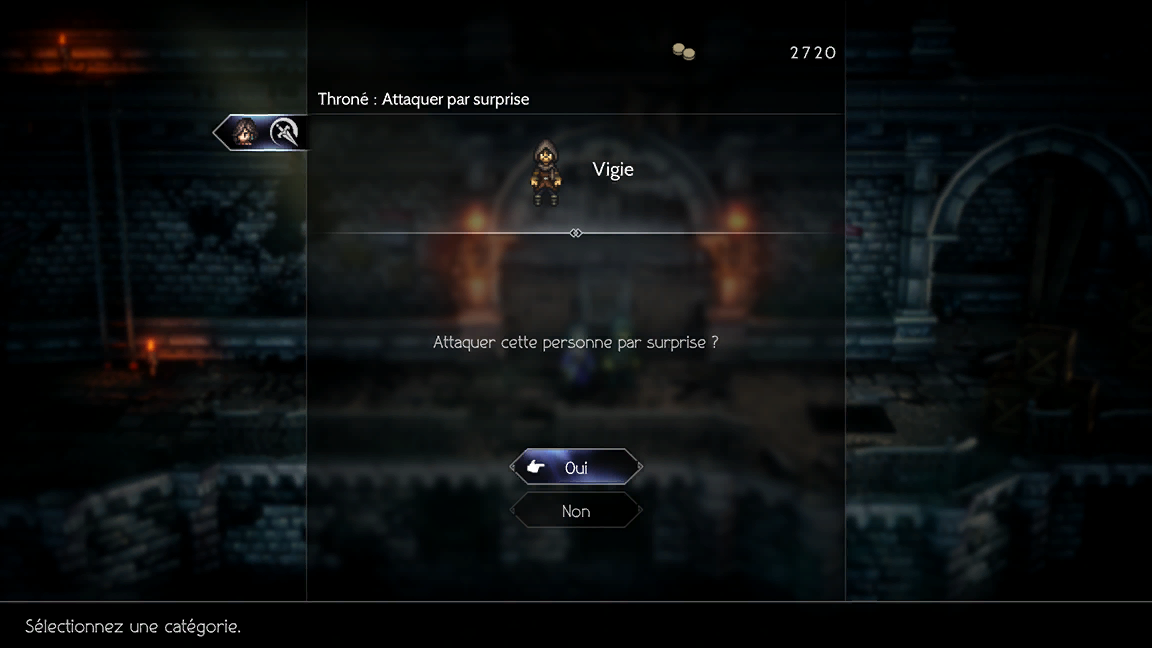 2720
Throné : Attaquer par surprise
Vigie
Attaquer cette personne par surprise ?
Oui
Non
Sélectionnez une catégorie.